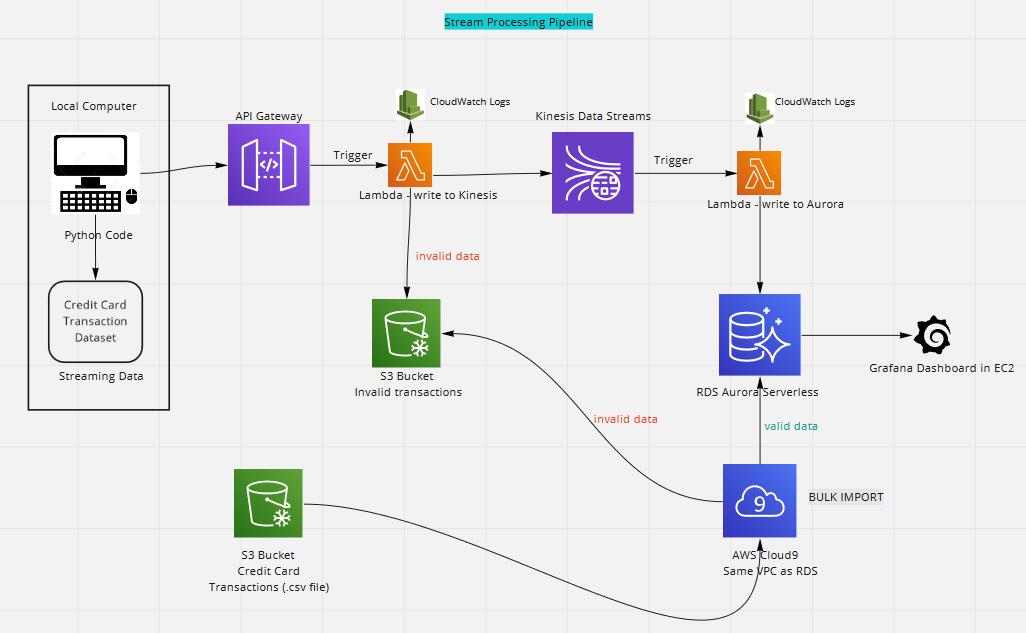 Stream Processing Pipeline
Local Computer
Python Code
Credit Card
Transaction
Dataset
Streaming Data
API Gateway
Trigger
CloudWatch Logs
Lambda - write to Kinesis
Kinesis Data Streams
Trigger
CloudWatch Logs
Lambda - write to Aurora
invalid data
S3 Bucket
Invalid transactions
RDS Aurora Serverless
Grafana Dashboard in EC2
invalid data
valid data
9
BULK IMPORT
AWS Cloud9
Same VPC as RDS
S3 Bucket
Credit Card
Transactions (.csv file)